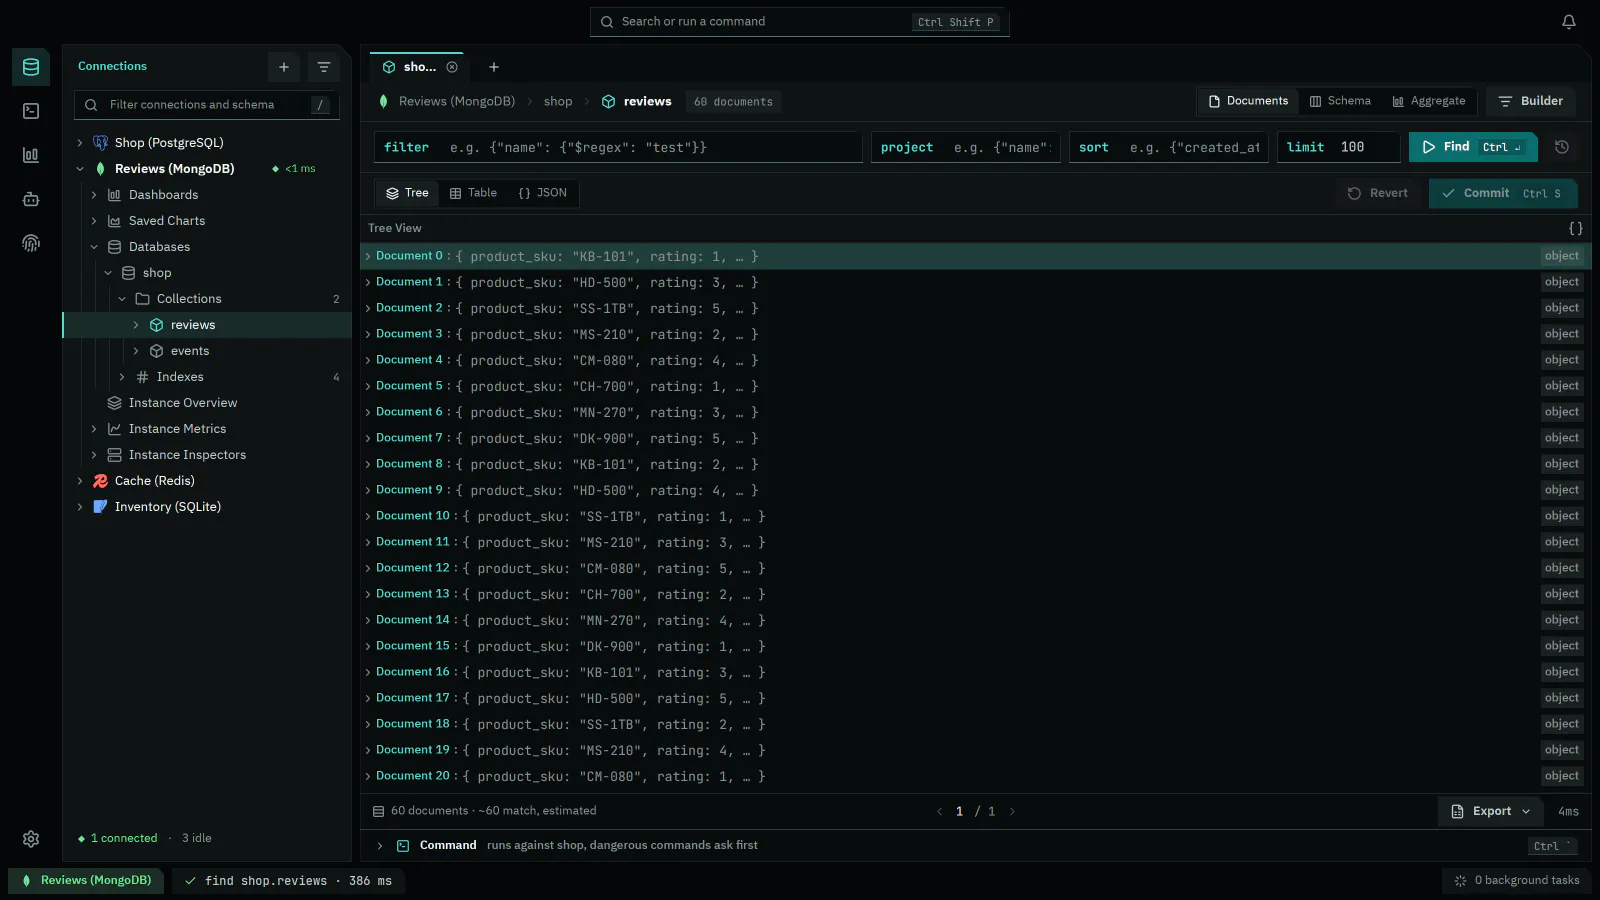 Search or run a command
Ctrl Shift P
Connections
Filter connections and schema
/
Shop (PostgreSQL)
Reviews (MongoDB)
<1 ms
Dashboards
Saved Charts
Databases
shop
Collections
2
reviews
events
Indexes
4
Instance Overview
Instance Metrics
Instance Inspectors
Cache (Redis)
Inventory (SQLite)
1 connected · 3 idle
sho...
Reviews (MongoDB)
shop
reviews
60 documents
Documents
Schema
Aggregate
Builder
filter e.g. {"name": {"$regex": "test"}}
project e.g. {"name":
sort e.g. {"created_at
limit 100
Find Ctrl ↵
Tree
Table
{} JSON
Revert
Commit Ctrl S
Tree View
{}
Document 0 : { product_sku: "KB-101", rating: 1, … } object
Document 1 : { product_sku: "HD-500", rating: 3, … } object
Document 2 : { product_sku: "SS-1TB", rating: 5, … } object
Document 3 : { product_sku: "MS-210", rating: 2, … } object
Document 4 : { product_sku: "CM-080", rating: 4, … } object
Document 5 : { product_sku: "CH-700", rating: 1, … } object
Document 6 : { product_sku: "MN-270", rating: 3, … } object
Document 7 : { product_sku: "DK-900", rating: 5, … } object
Document 8 : { product_sku: "KB-101", rating: 2, … } object
Document 9 : { product_sku: "HD-500", rating: 4, … } object
Document 10 : { product_sku: "SS-1TB", rating: 1, … } object
Document 11 : { product_sku: "MS-210", rating: 3, … } object
Document 12 : { product_sku: "CM-080", rating: 5, … } object
Document 13 : { product_sku: "CH-700", rating: 2, … } object
Document 14 : { product_sku: "MN-270", rating: 4, … } object
Document 15 : { product_sku: "DK-900", rating: 1, … } object
Document 16 : { product_sku: "KB-101", rating: 3, … } object
Document 17 : { product_sku: "HD-500", rating: 5, … } object
Document 18 : { product_sku: "SS-1TB", rating: 2, … } object
Document 19 : { product_sku: "MS-210", rating: 4, … } object
Document 20 : { product_sku: "CM-080", rating: 1, … } object
60 documents · ~60 match, estimated
1 / 1
Export
4ms
Command runs against shop, dangerous commands ask first
Ctrl `
Reviews (MongoDB)
find shop.reviews · 386 ms
0 background tasks